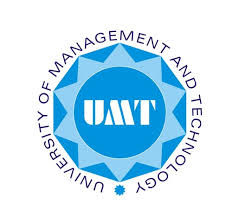 UNIVERSITY OF MANAGEMENT AND TECHNOLOGY
UMT